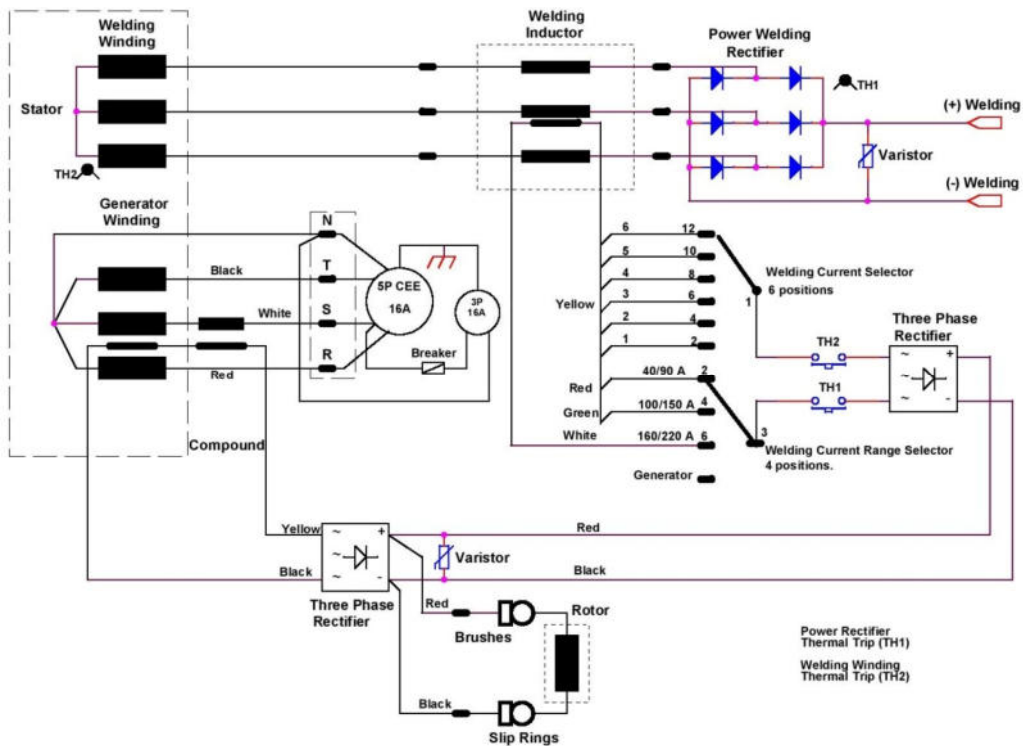 Welding
Winding
Welding
Inductor
Power Welding
Rectifier
TH1
Stator
(+) Welding
Varistor
TH2
(-) Welding
Generator
Winding
N
T
S
R
Black
White
Red
5P CEE
16A
3P
16A
Breaker
Compound
6
5
4
3
2
1
12
10
8
6
4
2
Yellow
Red
Green
White
40/90 A
100/150 A
160/220 A
2
4
6
Generator
1
Welding Current Selector
6 positions
3
Welding Current Range Selector
4 positions.
TH2
TH1
Three Phase
Rectifier
~
~
~
+
-
Yellow
Black
~
~
~
+
-
Three Phase
Rectifier
Red
Varistor
Black
Red
Brushes
Rotor
Black
Slip Rings
Power Rectifier
Thermal Trip (TH1)
Welding Winding
Thermal Trip (TH2)